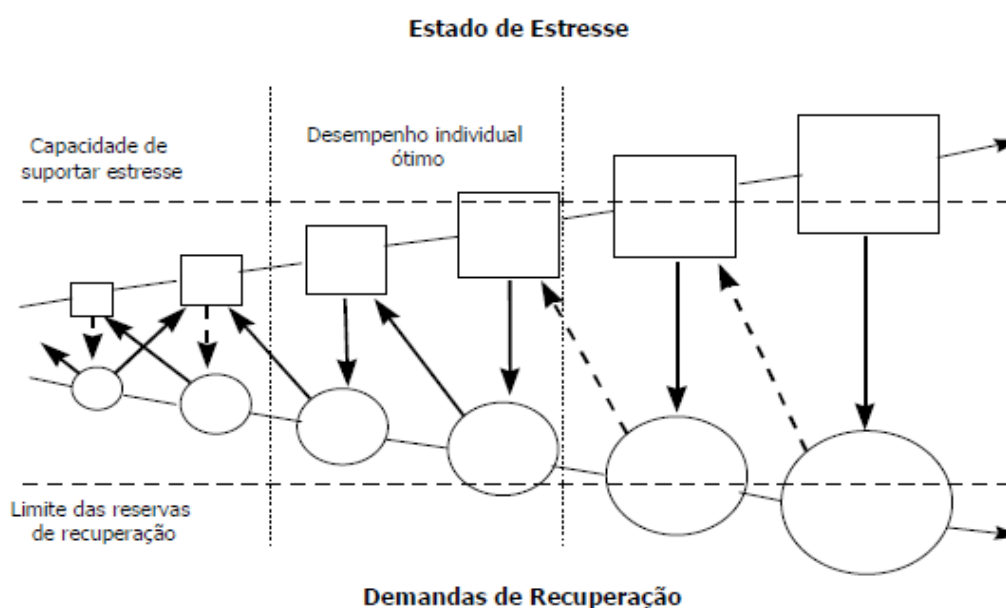 Estado de Estresse
Capacidade de
suportar estresse
Desempenho individual
ótimo
Limite das reservas
de recuperação
Demandas de Recuperação